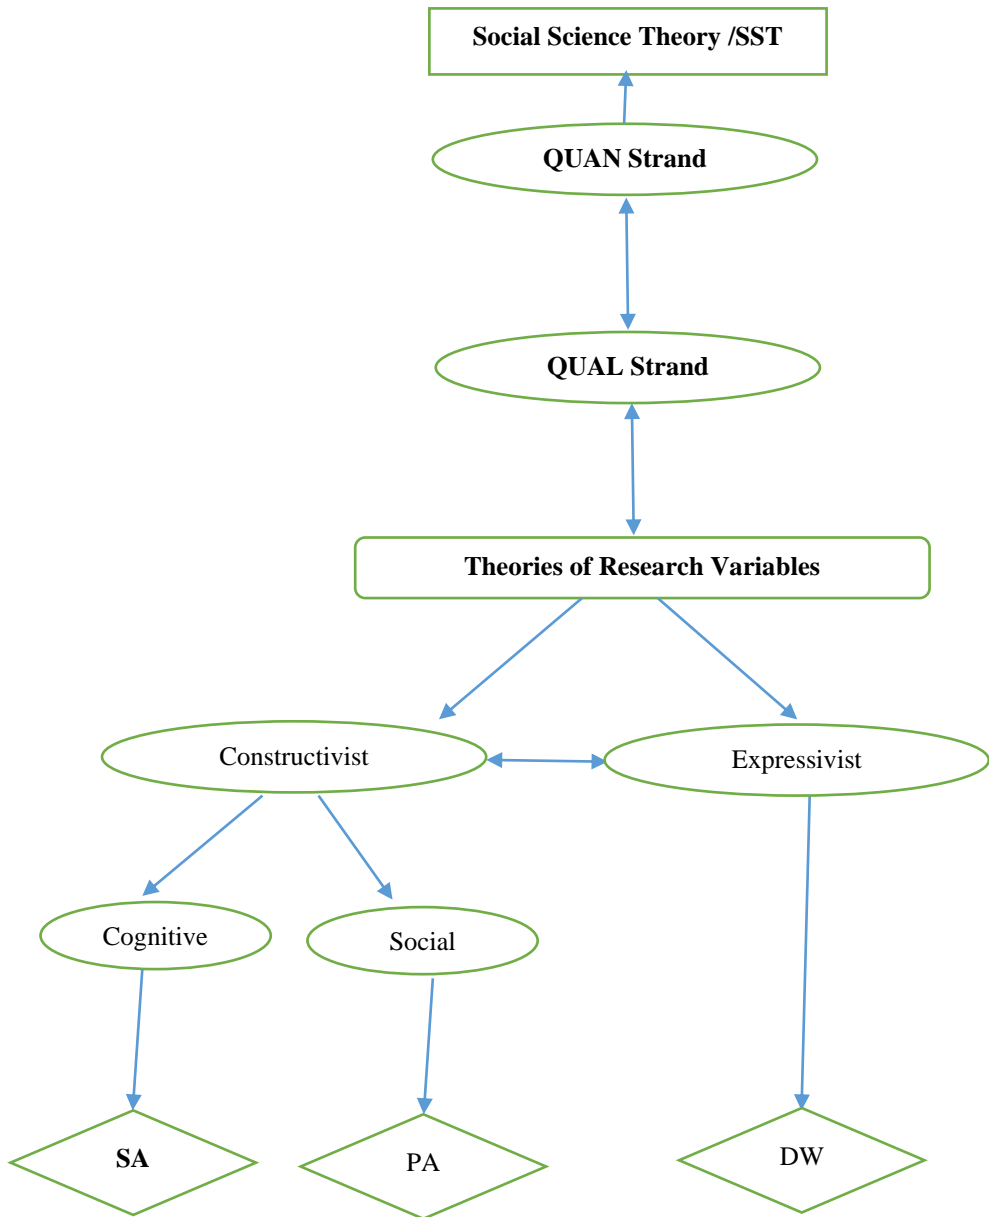 Social Science Theory /SST
QUAN Strand
QUAL Strand
Theories of Research Variables
Constructivist
Expressivist
Cognitive
Social
SA
PA
DW